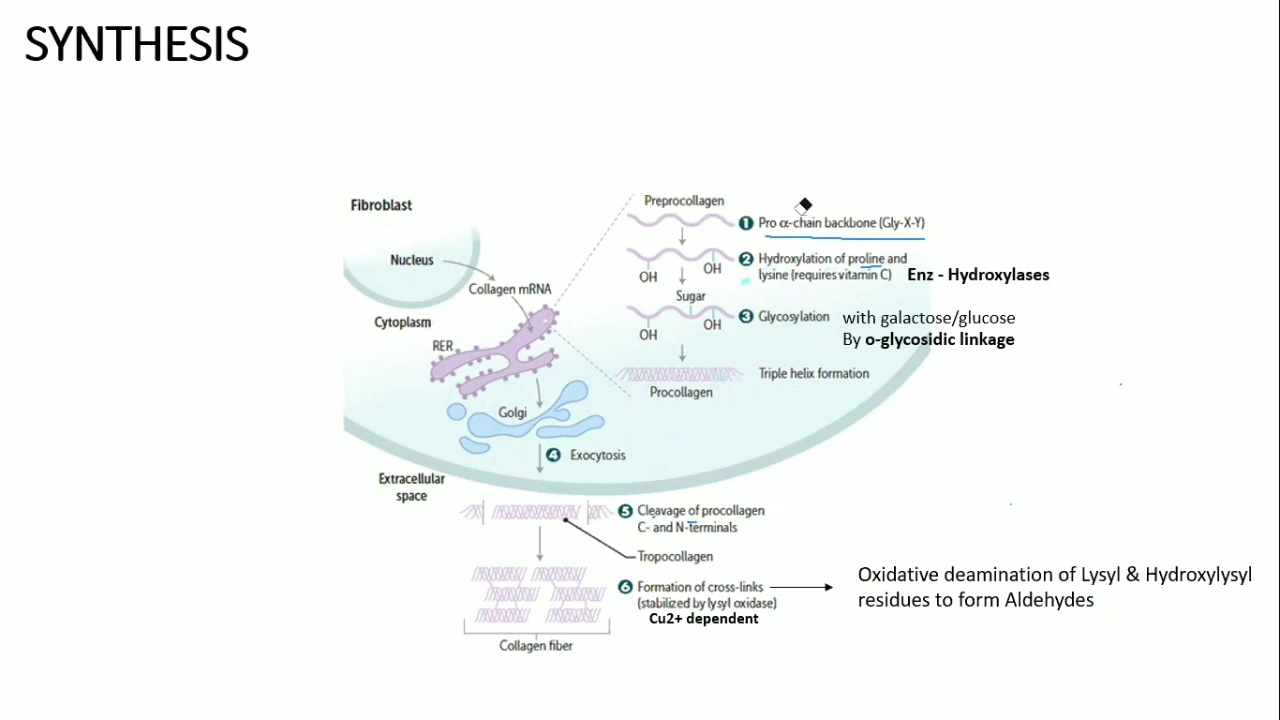 SYNTHESIS
Fibroblast
Nucleus
Collagen mRNA
Cytoplasm
RER
Golgi
Preprocollagen
1 Pro α-chain backbone (Gly-X-Y)
2 Hydroxylation of proline and
lysine (requires vitamin C)
Enz - Hydroxylases
OH
OH
Sugar
3 Glycosylation
with galactose/glucose
By o-glycosidic linkage
OH
OH
Triple helix formation
Procollagen
4 Exocytosis
Extracellular
space
5 Cleavage of procollagen
C- and N-terminals
Tropocollagen
6 Formation of cross-links
(stabilized by lysyl oxidase)
Cu2+ dependent
Oxidative deamination of Lysyl & Hydroxylysyl
residues to form Aldehydes
Collagen fiber